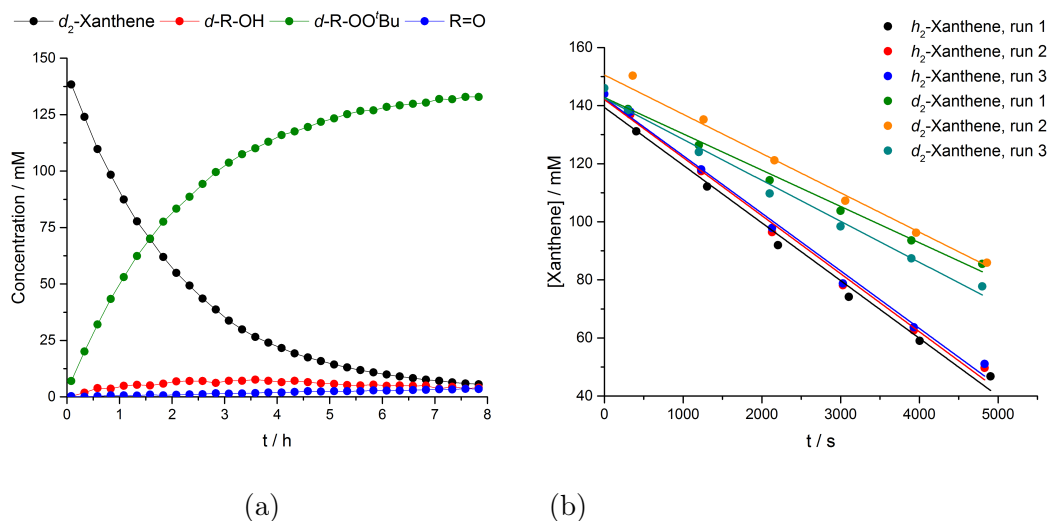 d₂-Xanthene d-R-OH d-R-OOᵗBu R=O
Concentration / mM
150
125
100
75
50
25
0
0 1 2 3 4 5 6 7 8
t / h
(a)
h₂-Xanthene, run 1
h₂-Xanthene, run 2
h₂-Xanthene, run 3
d₂-Xanthene, run 1
d₂-Xanthene, run 2
d₂-Xanthene, run 3
[Xanthene] / mM
160
140
120
100
80
60
40
0 1000 2000 3000 4000 5000
t / s
(b)